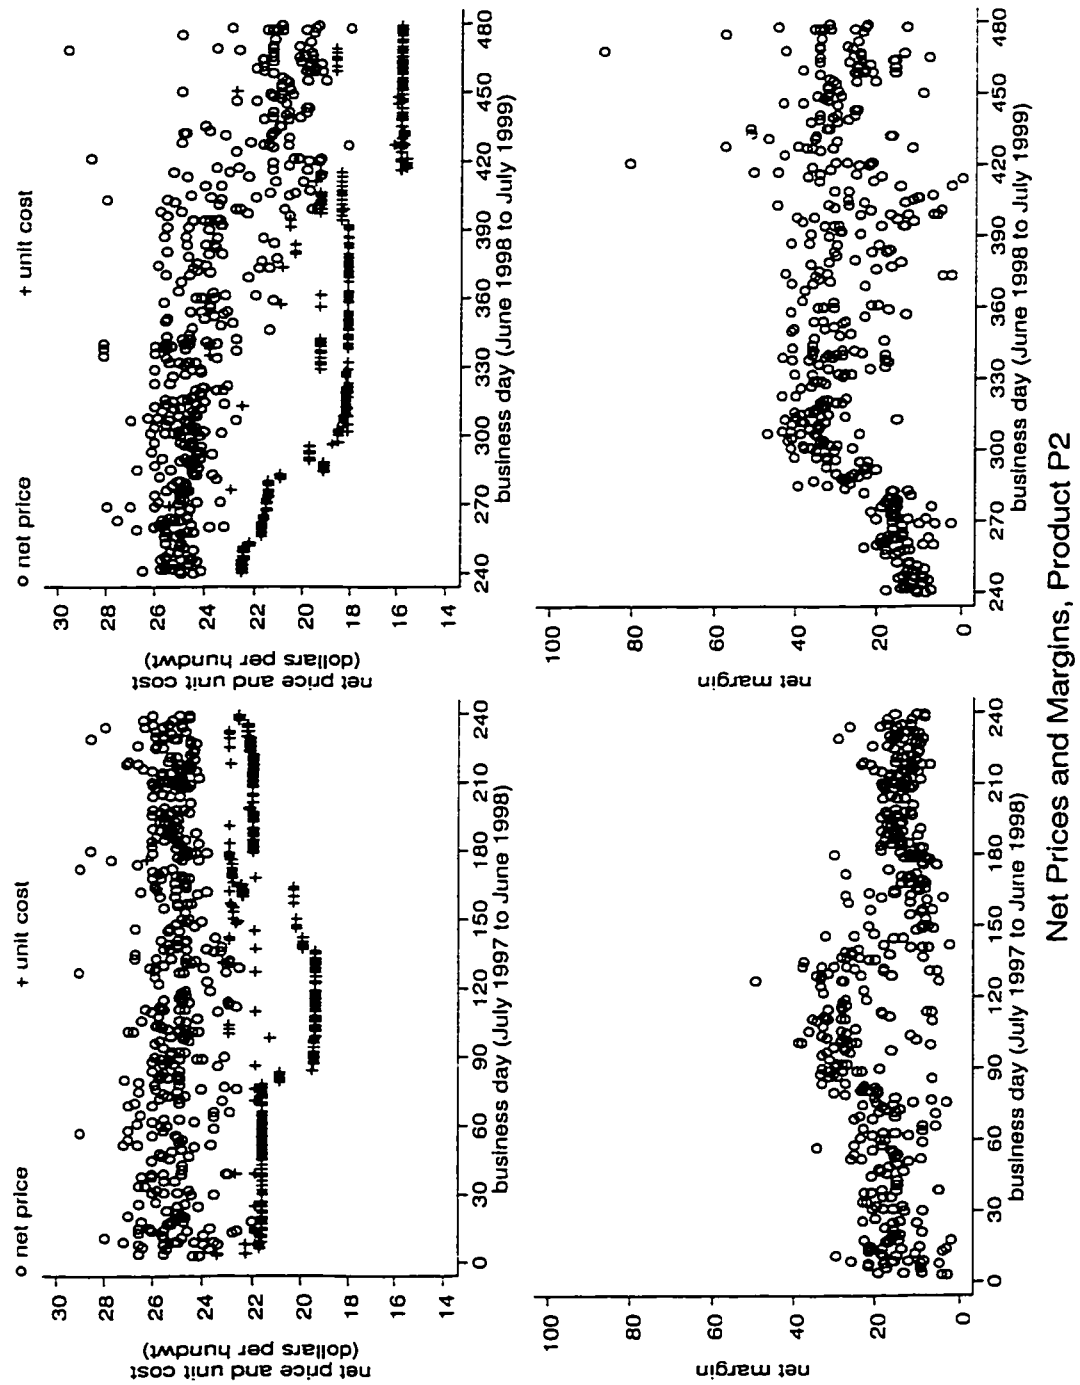 o net price + unit cost
net price and unit cost
(dollars per hundwt)
30
28
26
24
22
20
18
16
14
0 30 60 90 120 150 180 210 240
business day (July 1997 to June 1998)
o net price + unit cost
net price and unit cost
(dollars per hundwt)
30
28
26
24
22
20
18
16
14
240 270 300 330 360 390 420 450 480
business day (June 1998 to July 1999)
net margin
100
80
60
40
20
0
0 30 60 90 120 150 180 210 240
business day (July 1997 to June 1998)
net margin
100
80
60
40
20
0
240 270 300 330 360 390 420 450 480
business day (June 1998 to July 1999)
Net Prices and Margins, Product P2